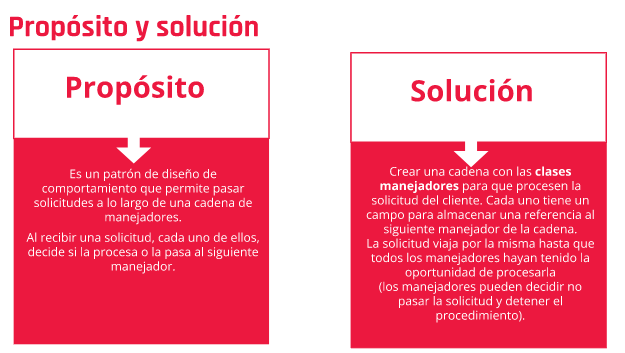 Propósito y solución
Propósito
Es un patrón de diseño de
comportamiento que permite pasar
solicitudes a lo largo de una cadena de
manejadores.
Al recibir una solicitud, cada uno de ellos,
decide si la procesa o la pasa al siguiente
manejador.
Solución
Crear una cadena con las clases
manejadores para que procesen la
solicitud del cliente. Cada uno tiene un
campo para almacenar una referencia al
siguiente manejador de la cadena.
La solicitud viaja por la misma hasta que
todos los manejadores hayan tenido la
oportunidad de procesarla
(los manejadores pueden decidir no
pasar la solicitud y detener el
procedimiento).